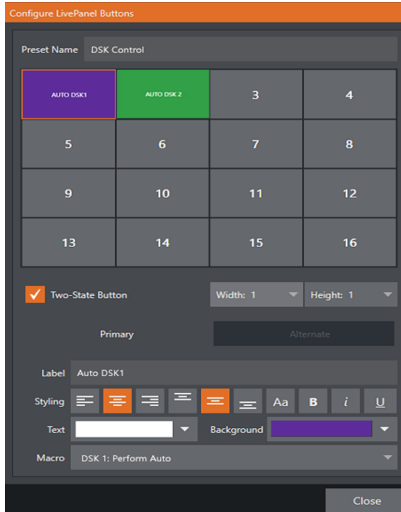 Configure LivePanel Buttons
Preset Name DSK Control
AUTO DSK1 AUTO DSK 2 3 4
5 6 7 8
9 10 11 12
13 14 15 16
Two-State Button Width: 1 Height: 1
Primary Alternate
Label Auto DSK1
Styling Aa B i U
Text Background
Macro DSK 1: Perform Auto
Close